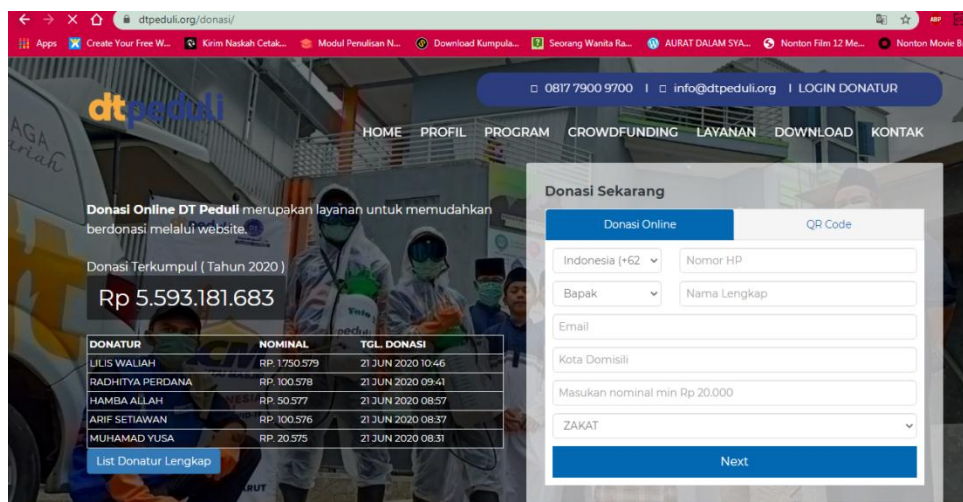 dtpeduli.org/donasi/
ABP
Apps Create Your Free W... Kirim Naskah Cetak... Modul Penulisan N... Download Kumpula... Seorang Wanita Ra... AURAT DALAM SYA... Nonton Film 12 Me... Nonton Movie B
0817 7900 9700 I info@dtpeduli.org I LOGIN DONATUR
dtpeduli
HOME PROFIL PROGRAM CROWDFUNDING LAYANAN DOWNLOAD KONTAK
Donasi Online DT Peduli merupakan layanan untuk memudahkan
berdonasi melalui website.
Donasi Terkumpul ( Tahun 2020 )
Rp 5.593.181.683
DONATUR NOMINAL TGL. DONASI
LILIS WALIAH RP. 1.750.579 21 JUN 2020 10:46
RADHITYA PERDANA RP. 100.578 21 JUN 2020 09:41
HAMBA ALLAH RP. 50.577 21 JUN 2020 08:57
ARIF SETIAWAN RP. 100.576 21 JUN 2020 08:37
MUHAMAD YUSA RP. 20.575 21 JUN 2020 08:31
List Donatur Lengkap
Donasi Sekarang
Donasi Online QR Code
Indonesia (+62 Nomor HP
Bapak Nama Lengkap
Email
Kota Domisili
Masukan nominal min Rp 20.000
ZAKAT
Next